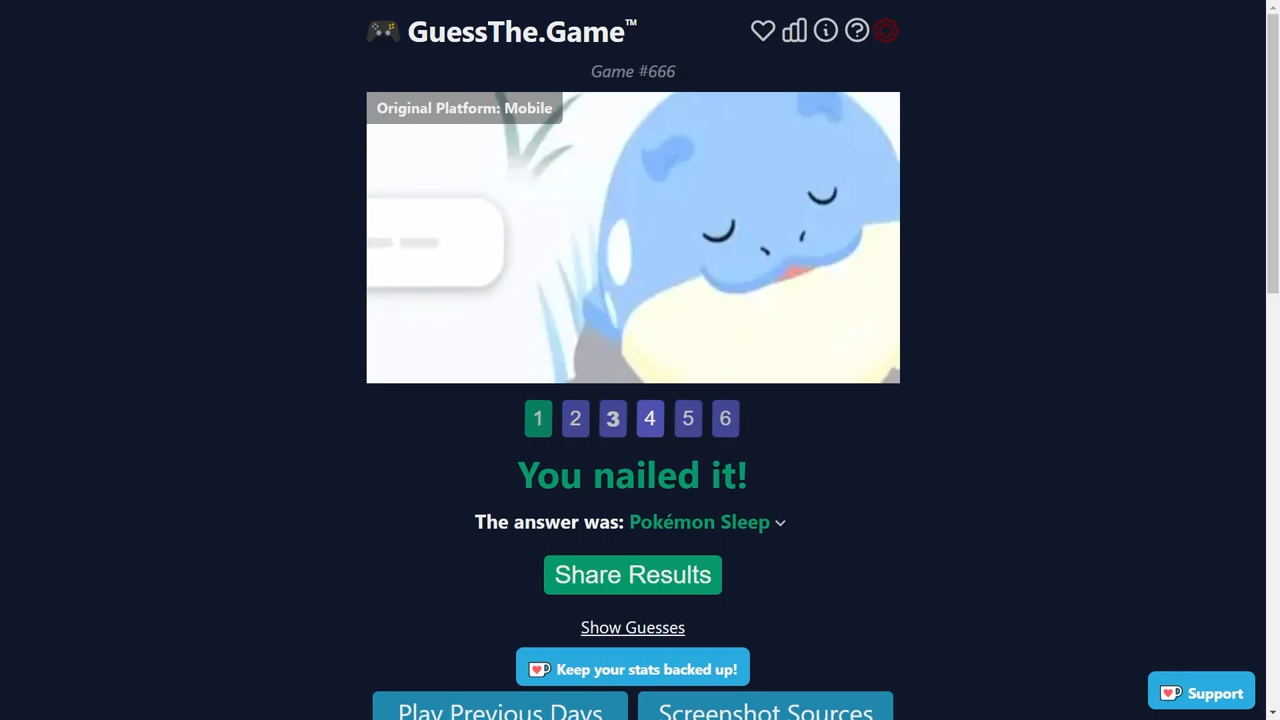 GuessThe.Game™
Game #666
Original Platform: Mobile
1 2 3 4 5 6
You nailed it!
The answer was: Pokémon Sleep
Share Results
Show Guesses
Keep your stats backed up!
Support
Play Previous Days Screenshot Sources